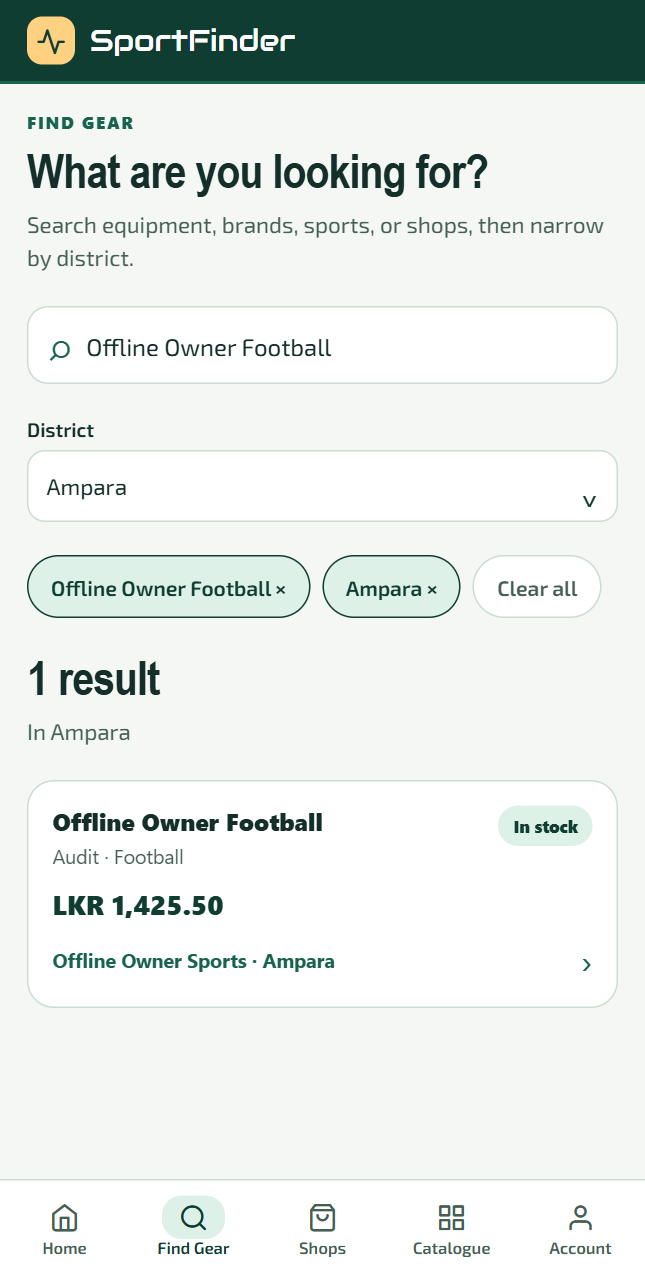 SportFinder
FIND GEAR
What are you looking for?
Search equipment, brands, sports, or shops, then narrow
by district.
Offline Owner Football
District
Ampara
Offline Owner Football × Ampara × Clear all
1 result
In Ampara
Offline Owner Football In stock
Audit · Football
LKR 1,425.50
Offline Owner Sports · Ampara ›
Home Find Gear Shops Catalogue Account